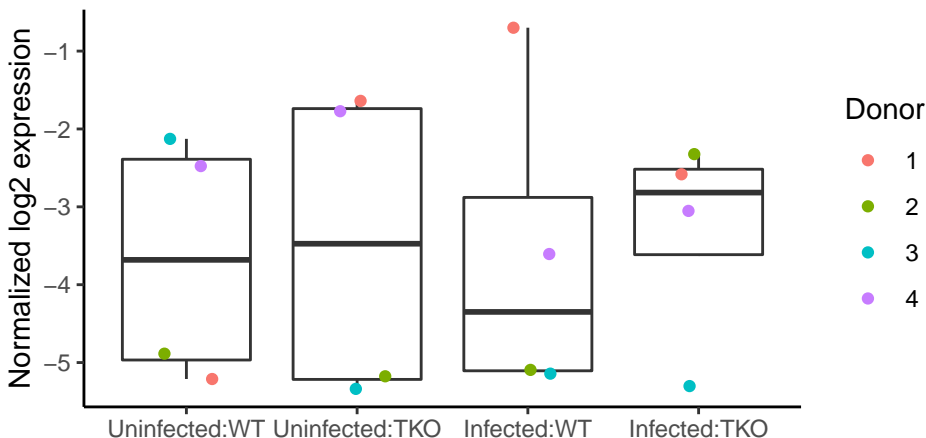 Normalized log2 expression
−1
−2
−3
−4
−5
Uninfected:WT
Uninfected:TKO
Infected:WT
Infected:TKO
Donor
1
2
3
4